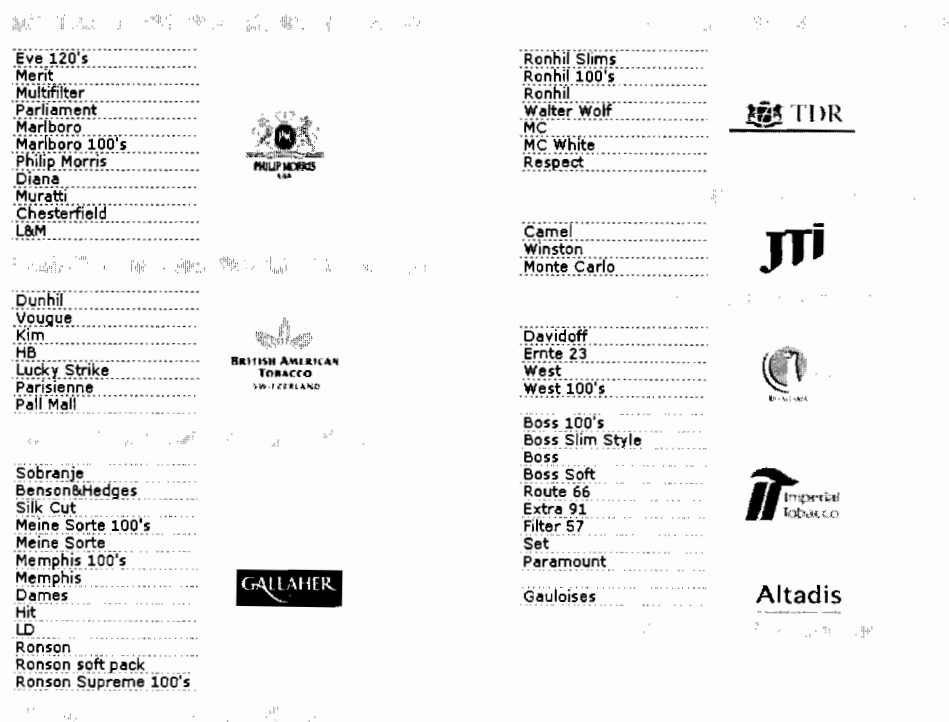 Eve 120's
Merit
Multifilter
Parliament
Marlboro
Marlboro 100's
Philip Morris
Diana
Muratti
Chesterfield
L&M
PHILIP MORRIS
USA
Dunhil
Vougue
Kim
HB
Lucky Strike
Parisienne
Pall Mall
BRITISH AMERICAN
TOBACCO
SWITZERLAND
Sobranje
Benson&Hedges
Silk Cut
Meine Sorte 100's
Meine Sorte
Memphis 100's
Memphis
Dames
Hit
LD
Ronson
Ronson soft pack
Ronson Supreme 100's
GALLAHER
Ronhil Slims
Ronhil 100's
Ronhil
Walter Wolf
MC
MC White
Respect
TDR
Camel
Winston
Monte Carlo
JTi
Davidoff
Ernte 23
West
West 100's
Boss 100's
Boss Slim Style
Boss
Boss Soft
Route 66
Extra 91
Filter 57
Set
Paramount
Imperial
Tobacco
Gauloises
Altadis